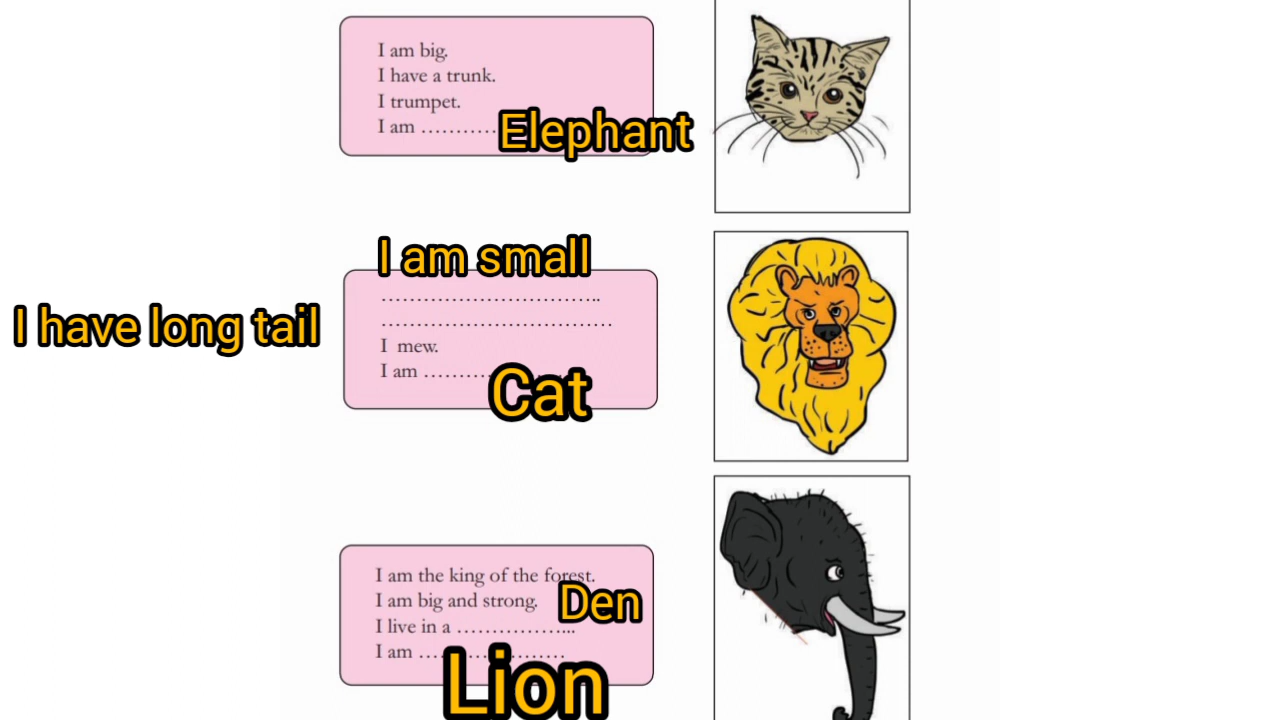 I am big.
I have a trunk.
I trumpet.
I am ........... Elephant
I am small
...............................
I have long tail
.................................
I mew.
I am ......... Cat
I am the king of the forest.
I am big and strong.
I live in a .................. Den
I am ..................... Lion